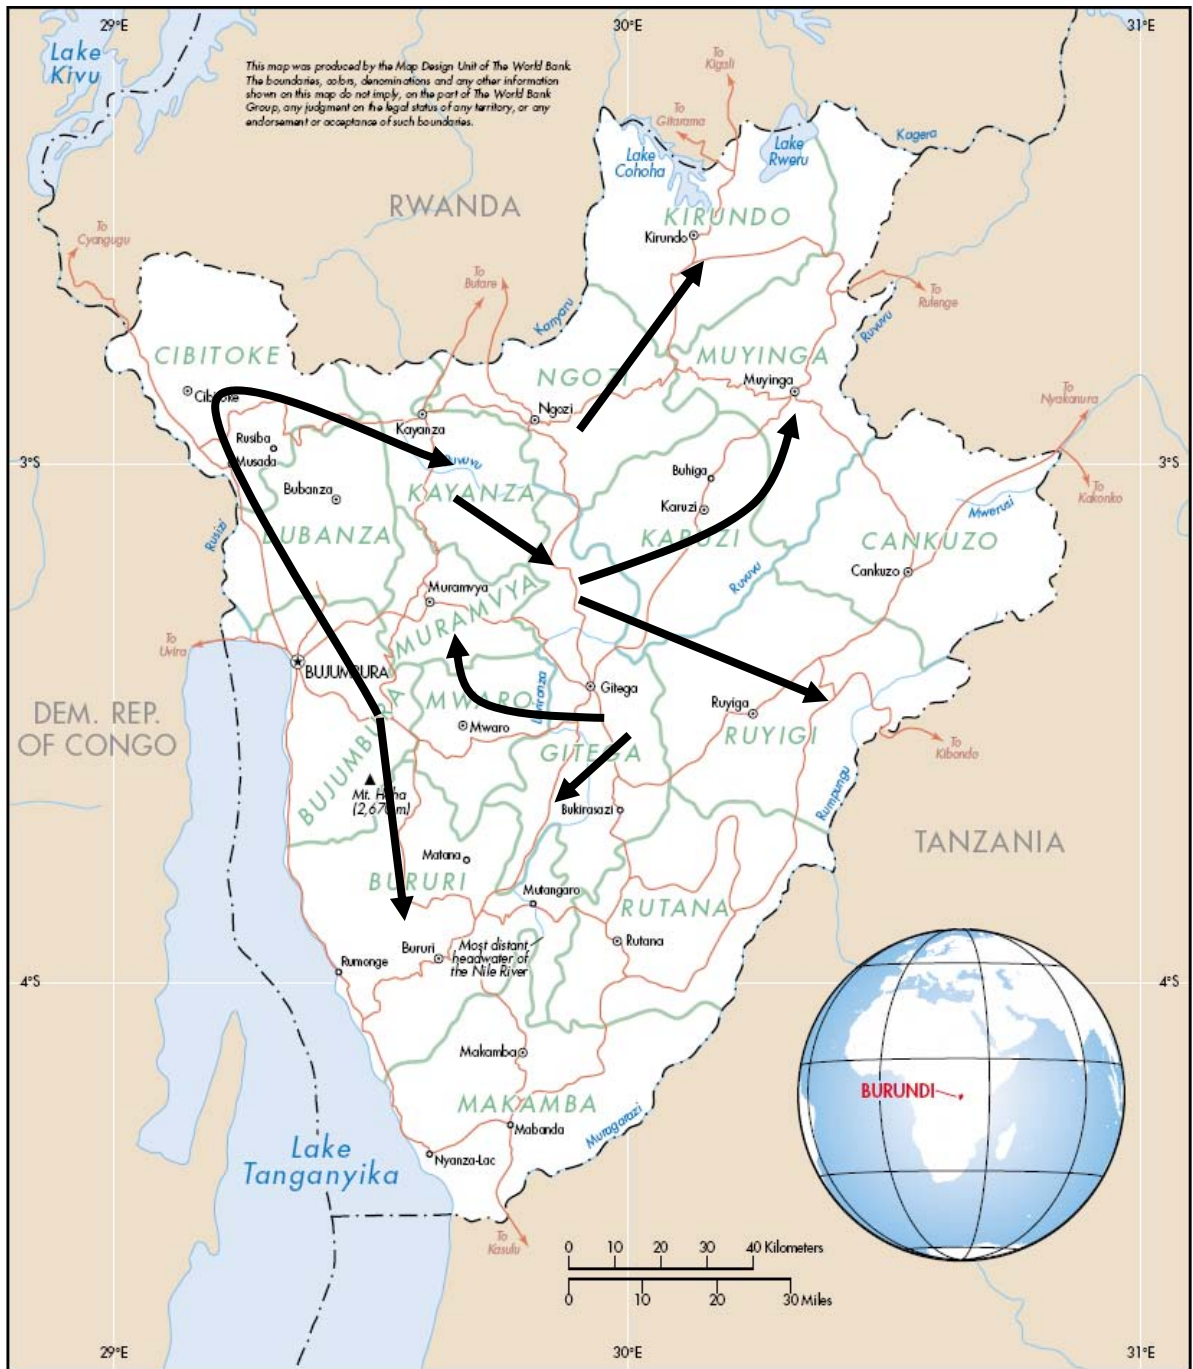 29°E
30°E
31°E
Lake
Kivu
This map was produced by the Map Design Unit of The World Bank.
The boundaries, colors, denominations and any other information
shown on this map do not imply, on the part of The World Bank
Group, any judgment on the legal status of any territory, or any
endorsement or acceptance of such boundaries.
To
Kigali
To
Gitarama
Lake
Cohoha
Lake
Rweru
Kagera
RWANDA
KIRUNDO
Kirundo
To
Cyangugu
To
Butare
Kanyaru
To
Rulenge
Ruvuvu
CIBITOKE
Cibitoke
NGOZI
Ngozi
MUYINGA
Muyinga
To
Nyakanura
Kayanza
Rusiba
Musada
3°S
Ruvuvu
3°S
Buhiga
To
Kakonko
Bubanza
KAYANZA
Karuzi
Mwerusi
Rusizi
BUBANZA
KARUZI
CANKUZO
Cankuzo
Ruvuvu
Muramvya
MURAMVYA
To
Uvira
BUJUMBURA
Gitega
MWARO
Mwaro
Ruyiga
RUYIGI
DEM. REP.
OF CONGO
BUJUMBURA
GITEGA
To
Kibondo
Mt. Heha
(2,670 m)
Bukirasazi
Rumpungu
TANZANIA
Matana
BURURI
Mutangaro
RUTANA
Bururi
Most distant
headwater of
the Nile River
Rutana
Rumonge
4°S
4°S
Makamba
BURUNDI
MAKAMBA
Mabanda
Muragarazi
Lake
Tanganyika
Nyanza-Lac
To
Kasulu
0 10 20 30 40 Kilometers
0 10 20 30 Miles
29°E
30°E
31°E